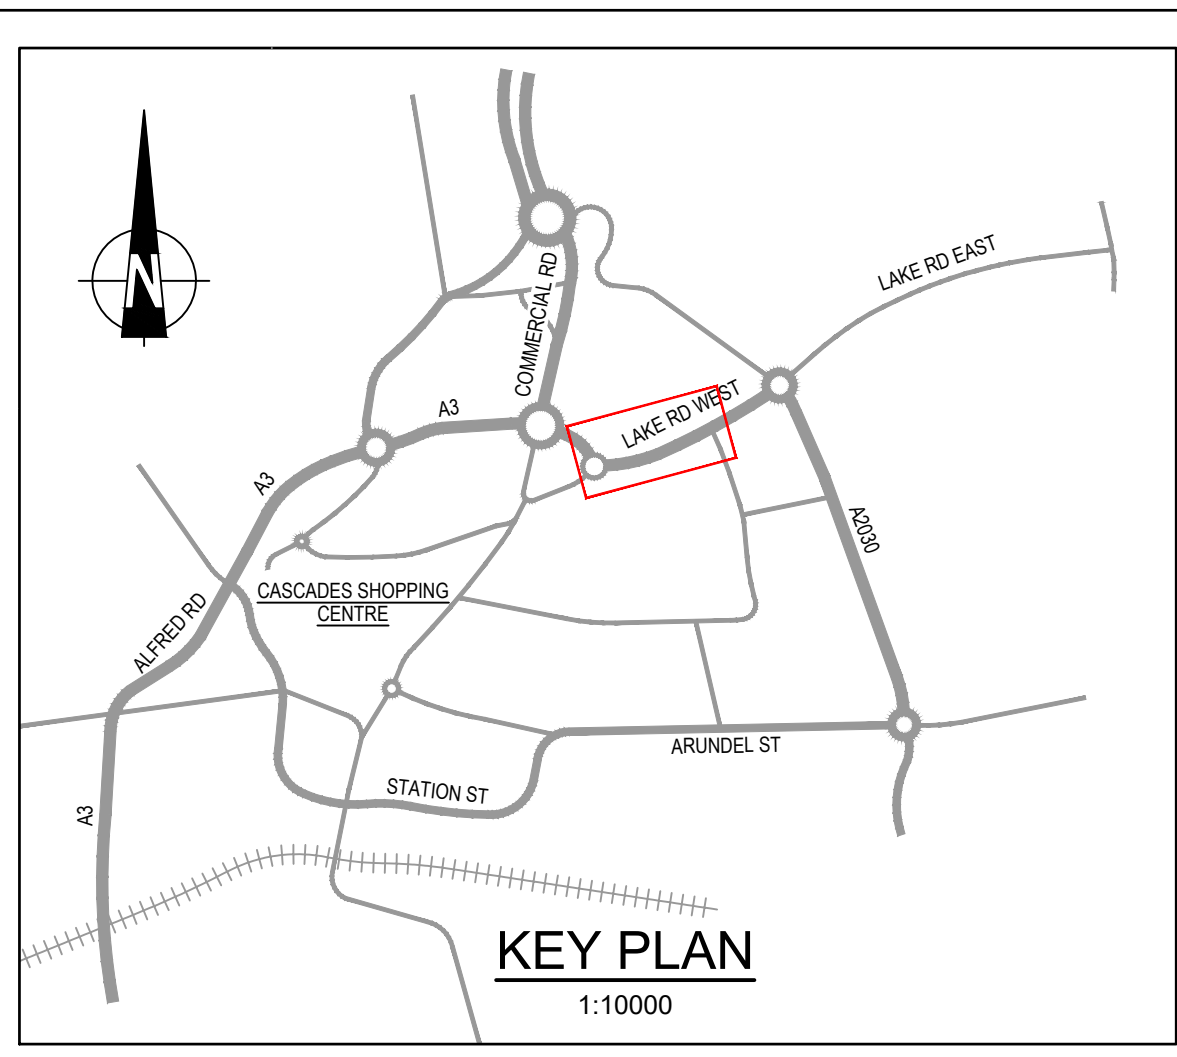 N
COMMERCIAL RD
LAKE RD EAST
A3
LAKE RD WEST
A3
A2030
CASCADES SHOPPING
CENTRE
ALFRED RD
ARUNDEL ST
STATION ST
A3
KEY PLAN
1:10000